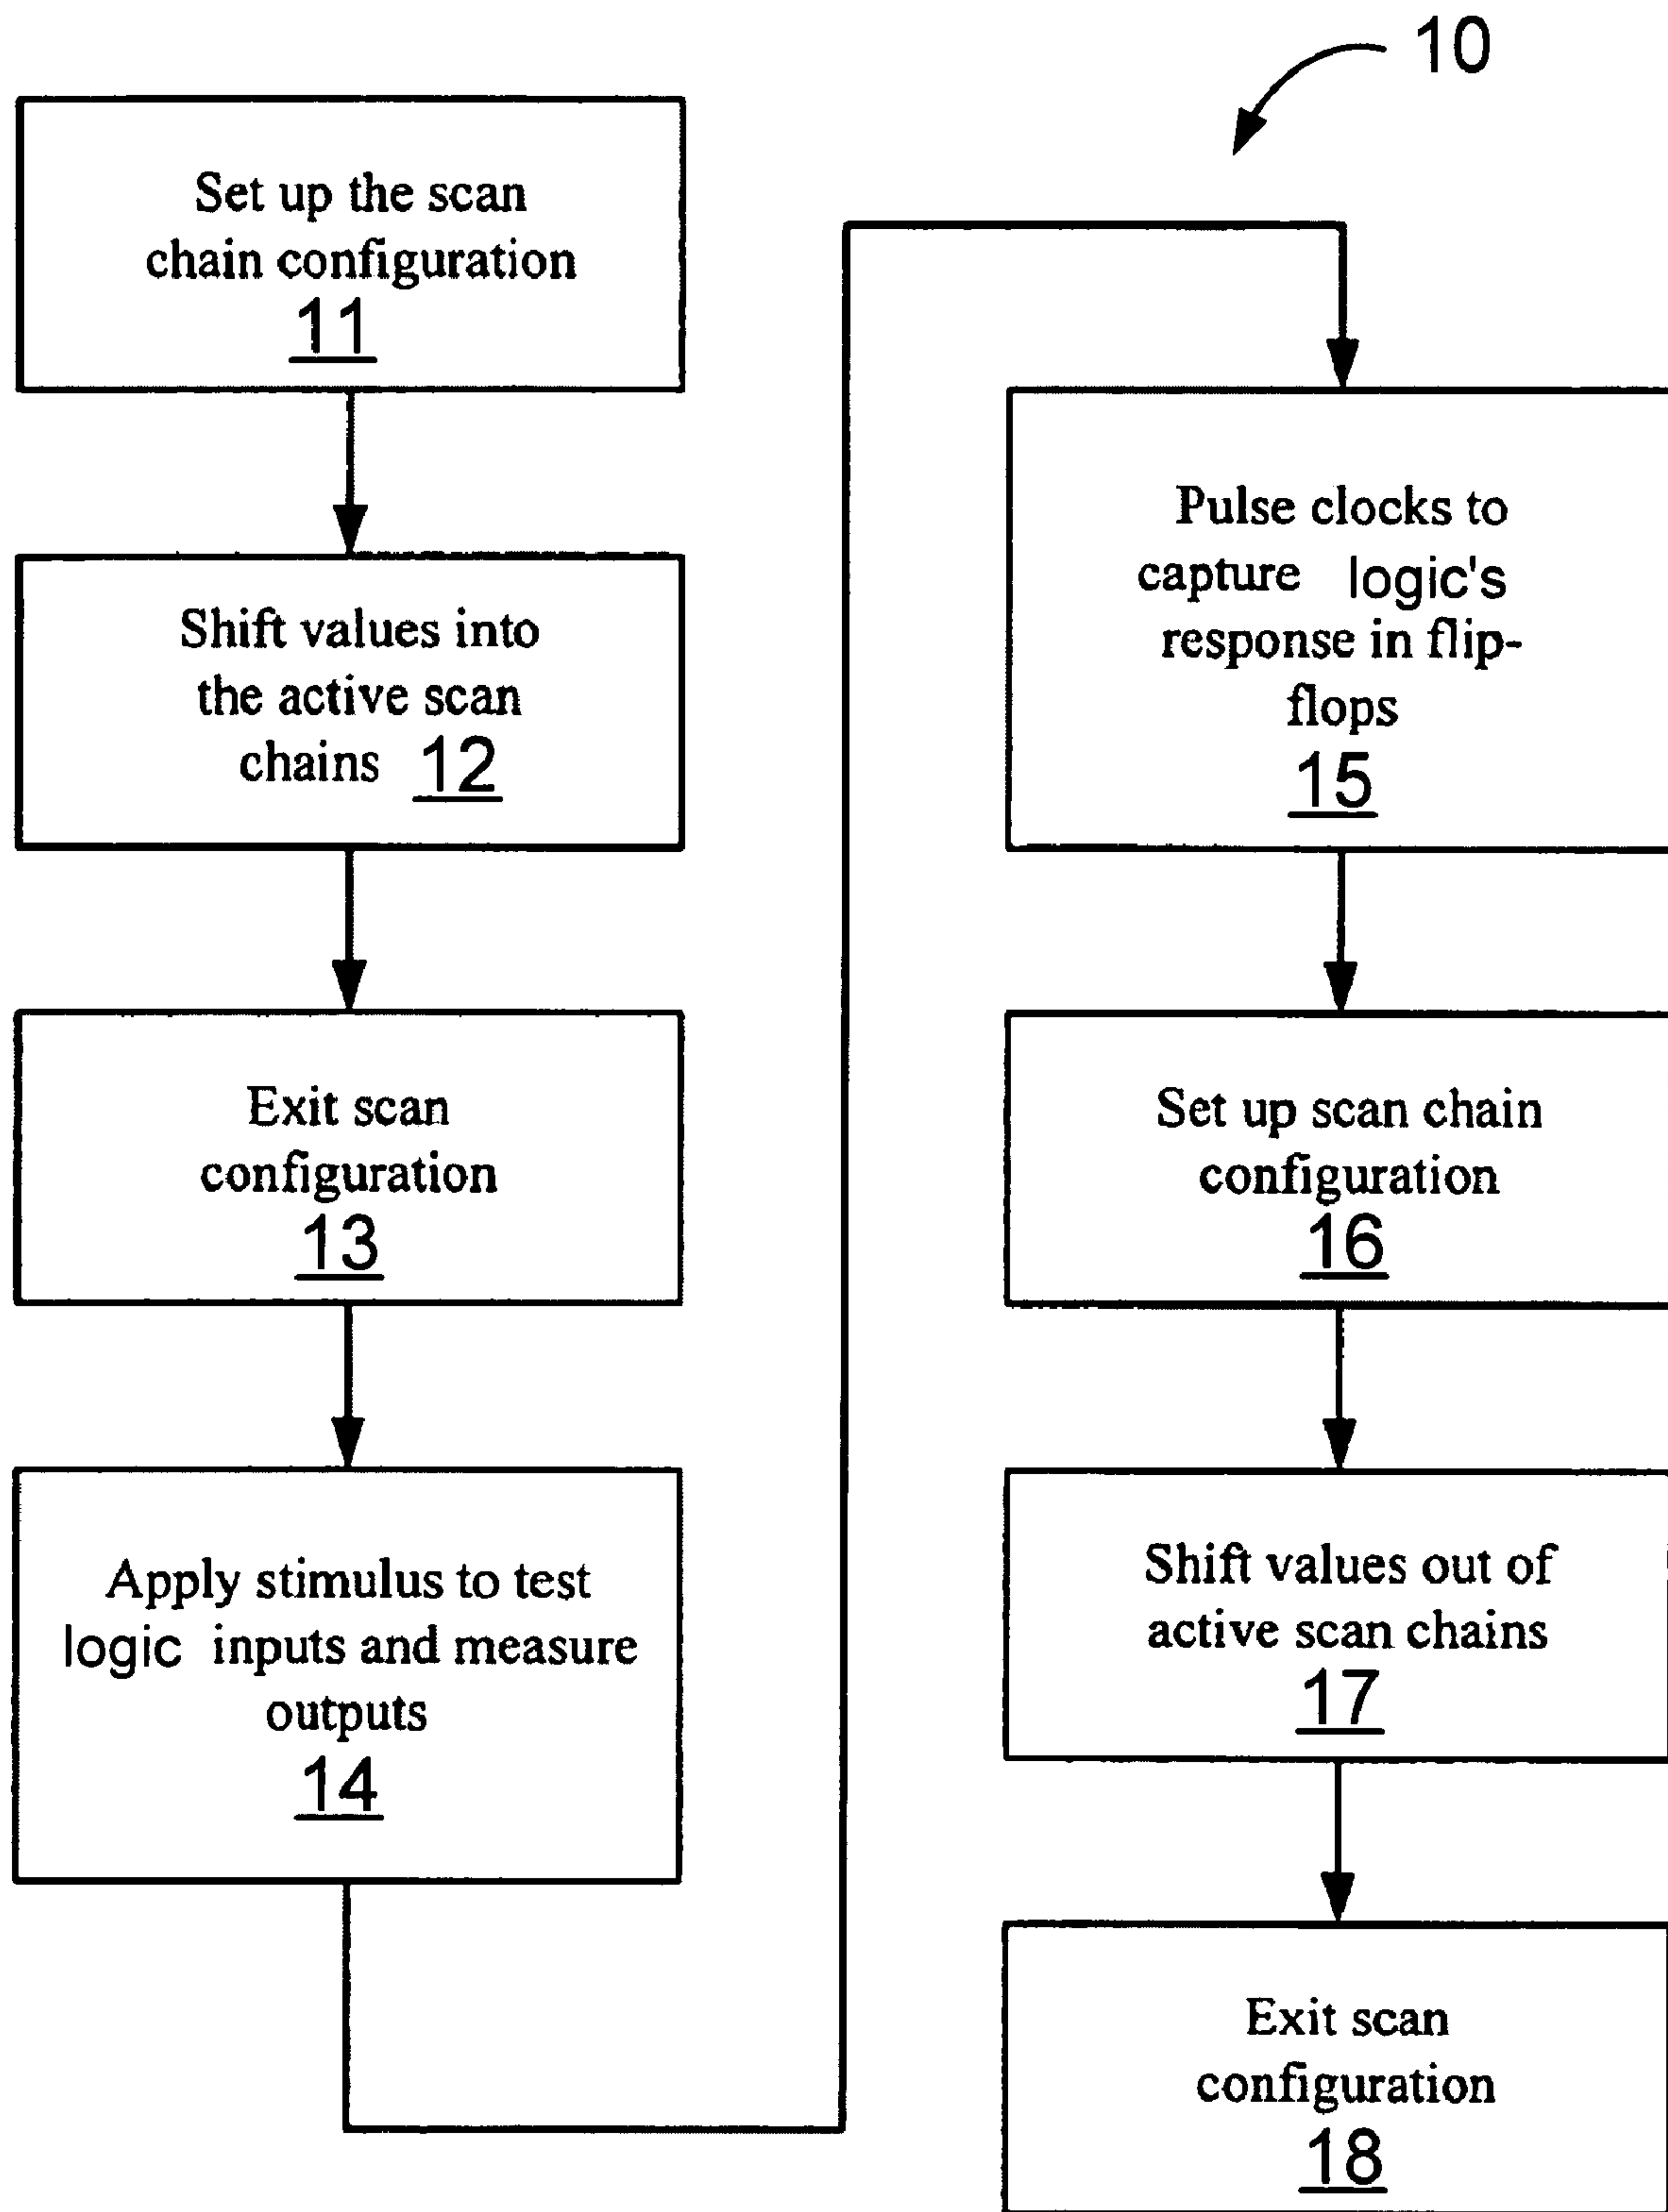 10
Set up the scan
chain configuration
11
Shift values into
the active scan
chains 12
Exit scan
configuration
13
Apply stimulus to test
logic inputs and measure
outputs
14
Pulse clocks to
capture logic's
response in flip-
flops
15
Set up scan chain
configuration
16
Shift values out of
active scan chains
17
Exit scan
configuration
18